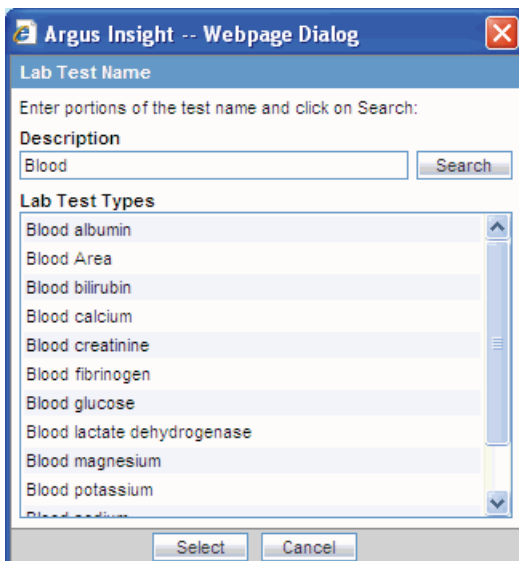 Argus Insight -- Webpage Dialog
Lab Test Name
Enter portions of the test name and click on Search:
Description
Blood Search
Lab Test Types
Blood albumin
Blood Area
Blood bilirubin
Blood calcium
Blood creatinine
Blood fibrinogen
Blood glucose
Blood lactate dehydrogenase
Blood magnesium
Blood potassium
Blood sodium
Select Cancel